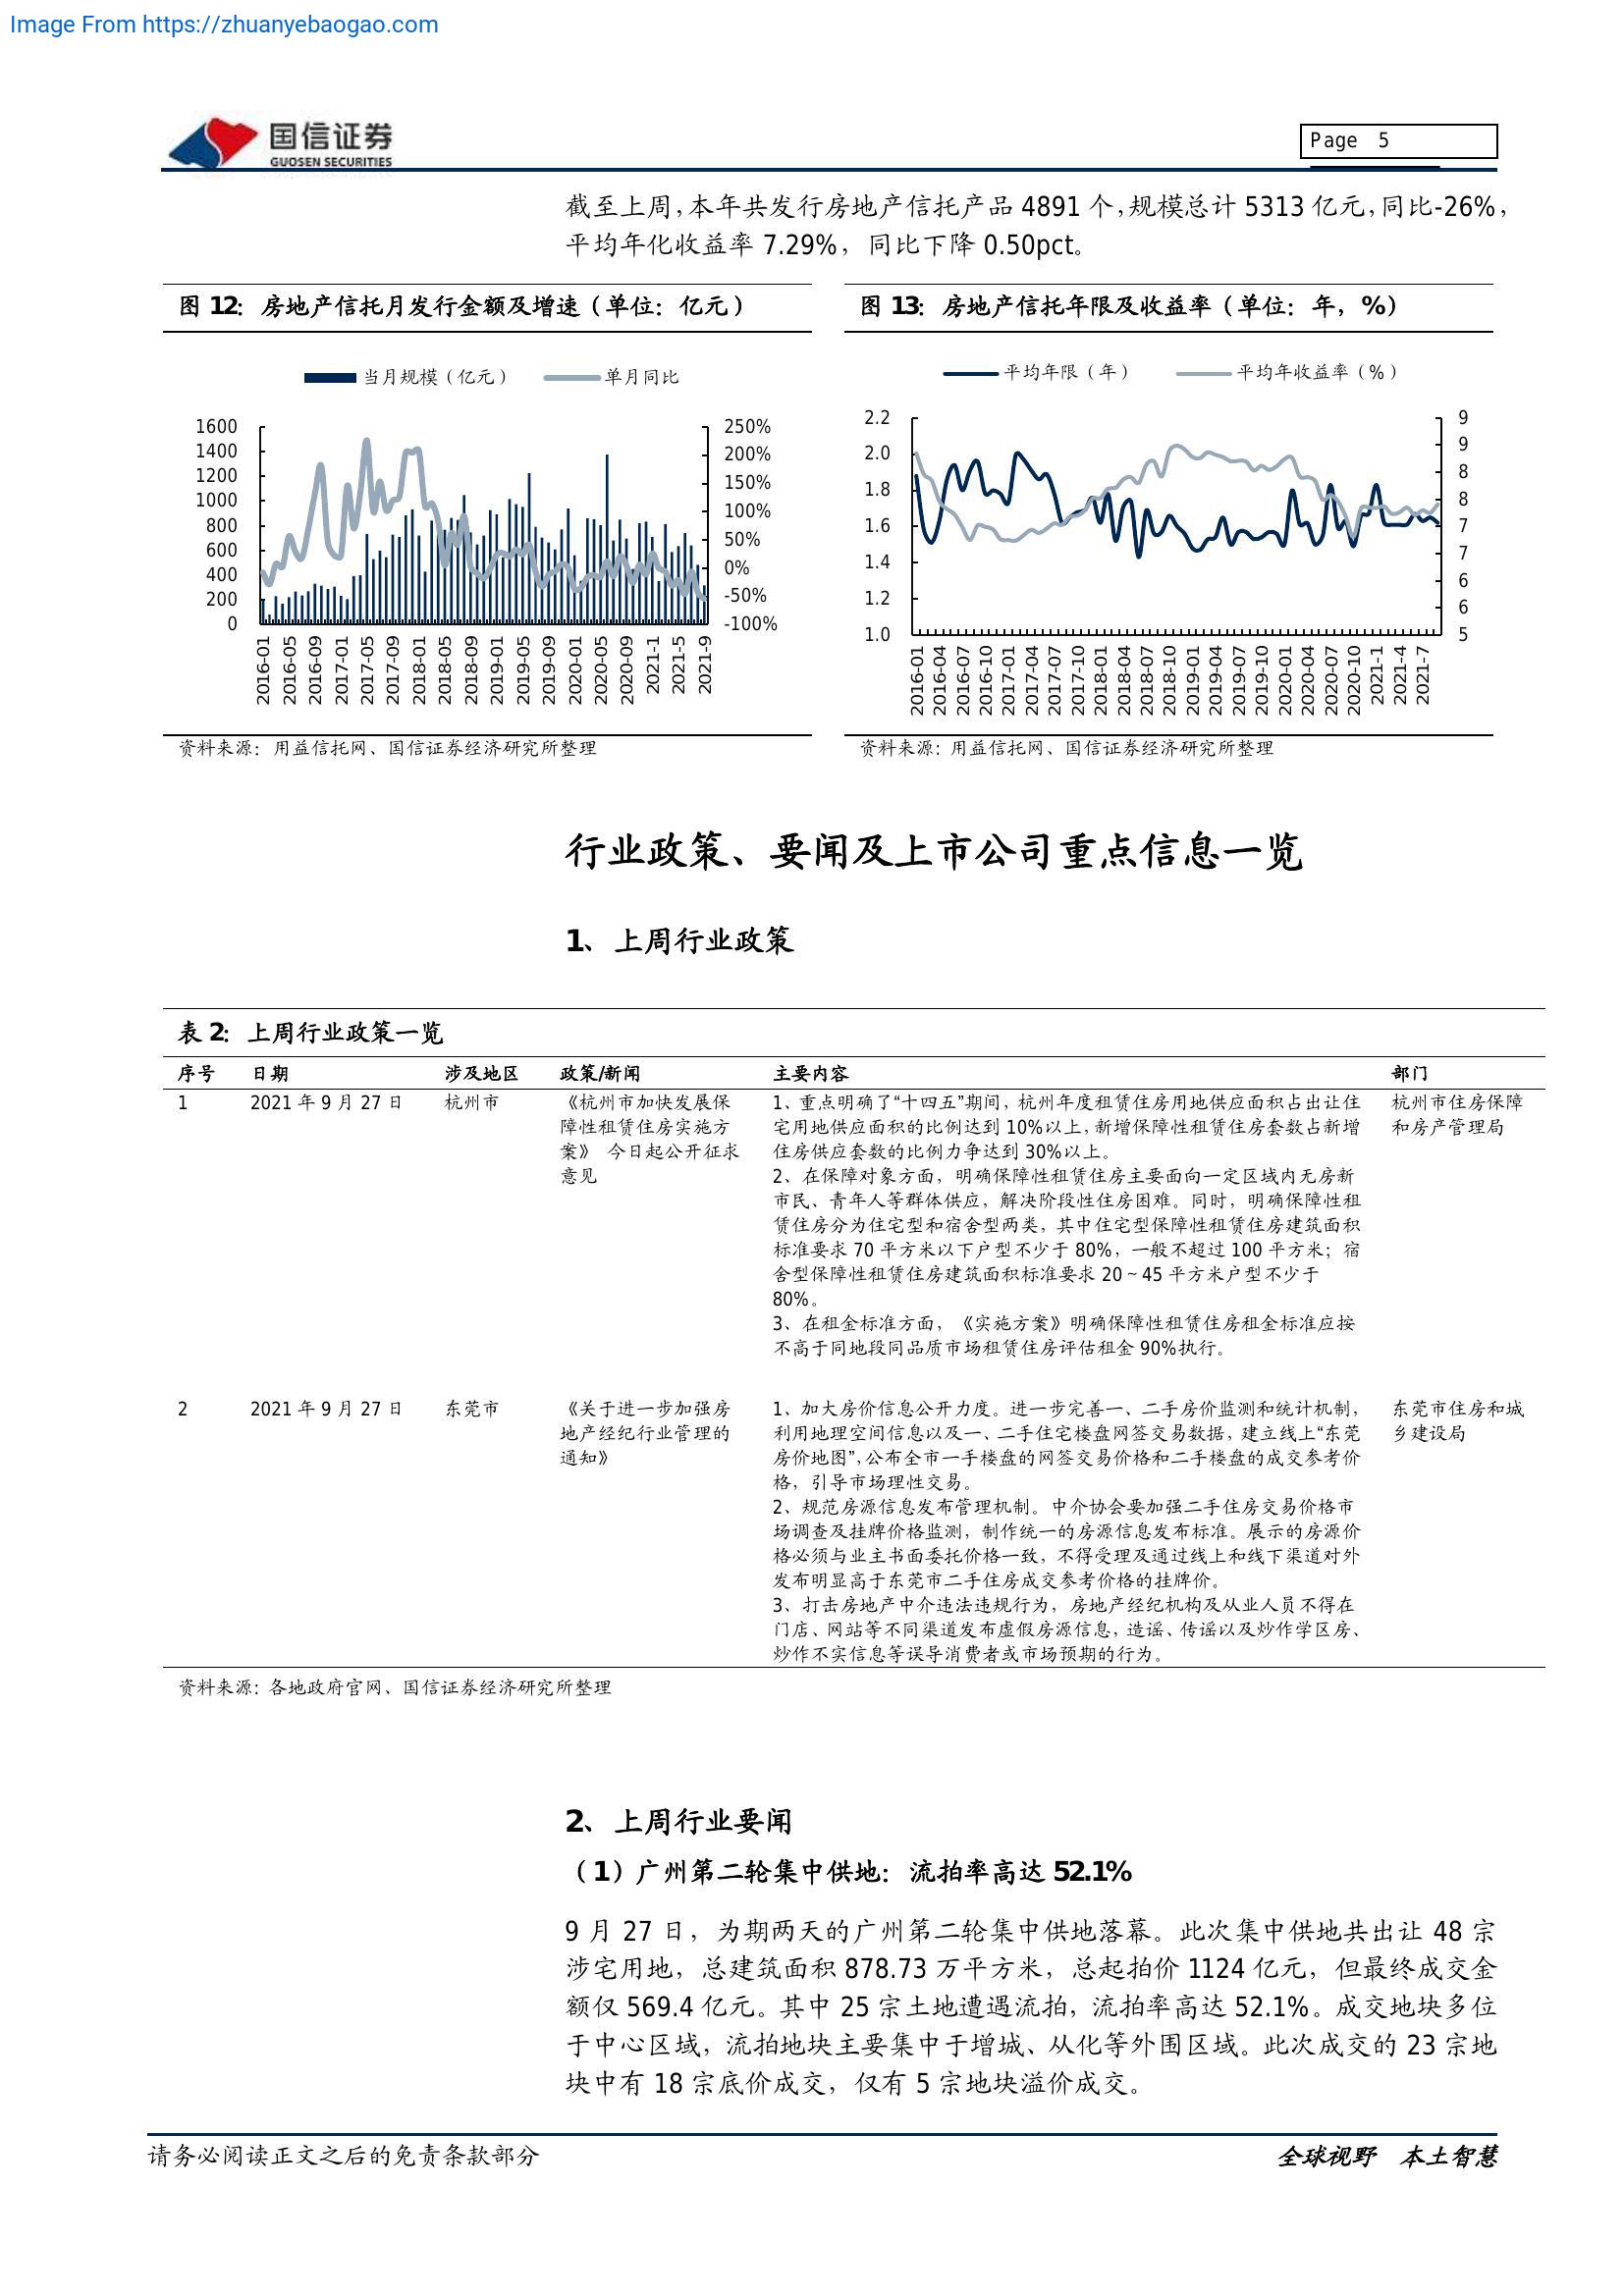 Image From https://zhuanyebaogao.com
国信证券
GUOSEN SECURITIES
Page 5
截至上周，本年共发行房地产信托产品 4891 个，规模总计 5313 亿元，同比-26%，
平均年化收益率 7.29%，同比下降 0.50pct。
图 12：房地产信托月发行金额及增速（单位：亿元）
当月规模（亿元）
单月同比
1600
1400
1200
1000
800
600
400
200
0
250%
200%
150%
100%
50%
0%
-50%
-100%
2016-01
2016-05
2016-09
2017-01
2017-05
2017-09
2018-01
2018-05
2018-09
2019-01
2019-05
2019-09
2020-01
2020-05
2020-09
2021-1
2021-5
2021-9
资料来源：用益信托网、国信证券经济研究所整理
图 13：房地产信托年限及收益率（单位：年，%）
平均年限（年）
平均年收益率（%）
2.2
2.0
1.8
1.6
1.4
1.2
1.0
9
9
8
8
7
7
6
6
5
2016-01
2016-04
2016-07
2016-10
2017-01
2017-04
2017-07
2017-10
2018-01
2018-04
2018-07
2018-10
2019-01
2019-04
2019-07
2019-10
2020-01
2020-04
2020-07
2020-10
2021-1
2021-4
2021-7
资料来源：用益信托网、国信证券经济研究所整理
行业政策、要闻及上市公司重点信息一览
1、上周行业政策
表 2：上周行业政策一览
序号 日期 涉及地区 政策/新闻 主要内容 部门
1 2021 年 9 月 27 日 杭州市
《杭州市加快发展保
障性租赁住房实施方
案》 今日起公开征求
意见
1、重点明确了“十四五”期间，杭州年度租赁住房用地供应面积占出让住
宅用地供应面积的比例达到 10%以上，新增保障性租赁住房套数占新增
住房供应套数的比例力争达到 30%以上。
2、在保障对象方面，明确保障性租赁住房主要面向一定区域内无房新
市民、青年人等群体供应，解决阶段性住房困难。同时，明确保障性租
赁住房分为住宅型和宿舍型两类，其中住宅型保障性租赁住房建筑面积
标准要求 70 平方米以下户型不少于 80%，一般不超过 100 平方米；宿
舍型保障性租赁住房建筑面积标准要求 20～45 平方米户型不少于
80%。
3、在租金标准方面，《实施方案》明确保障性租赁住房租金标准应按
不高于同地段同品质市场租赁住房评估租金 90%执行。
杭州市住房保障
和房产管理局
2 2021 年 9 月 27 日 东莞市
《关于进一步加强房
地产经纪行业管理的
通知》
1、加大房价信息公开力度。进一步完善一、二手房价监测和统计机制，
利用地理空间信息以及一、二手住宅楼盘网签交易数据，建立线上“东莞
房价地图”，公布全市一手楼盘的网签交易价格和二手楼盘的成交参考价
格，引导市场理性交易。
2、规范房源信息发布管理机制。中介协会要加强二手住房交易价格市
场调查及挂牌价格监测，制作统一的房源信息发布标准。展示的房源价
格必须与业主书面委托价格一致，不得受理及通过线上和线下渠道对外
发布明显高于东莞市二手住房成交参考价格的挂牌价。
3、打击房地产中介违法违规行为，房地产经纪机构及从业人员不得在
门店、网站等不同渠道发布虚假房源信息，造谣、传谣以及炒作学区房、
炒作不实信息等误导消费者或市场预期的行为。
东莞市住房和城
乡建设局
资料来源：各地政府官网、国信证券经济研究所整理
2、上周行业要闻
（1）广州第二轮集中供地：流拍率高达 52.1%
9 月 27 日，为期两天的广州第二轮集中供地落幕。此次集中供地共出让 48 宗
涉宅用地，总建筑面积 878.73 万平方米，总起拍价 1124 亿元，但最终成交金
额仅 569.4 亿元。其中 25 宗土地遭遇流拍，流拍率高达 52.1%。成交地块多位
于中心区域，流拍地块主要集中于增城、从化等外围区域。此次成交的 23 宗地
块中有 18 宗底价成交，仅有 5 宗地块溢价成交。
请务必阅读正文之后的免责条款部分
全球视野 本土智慧